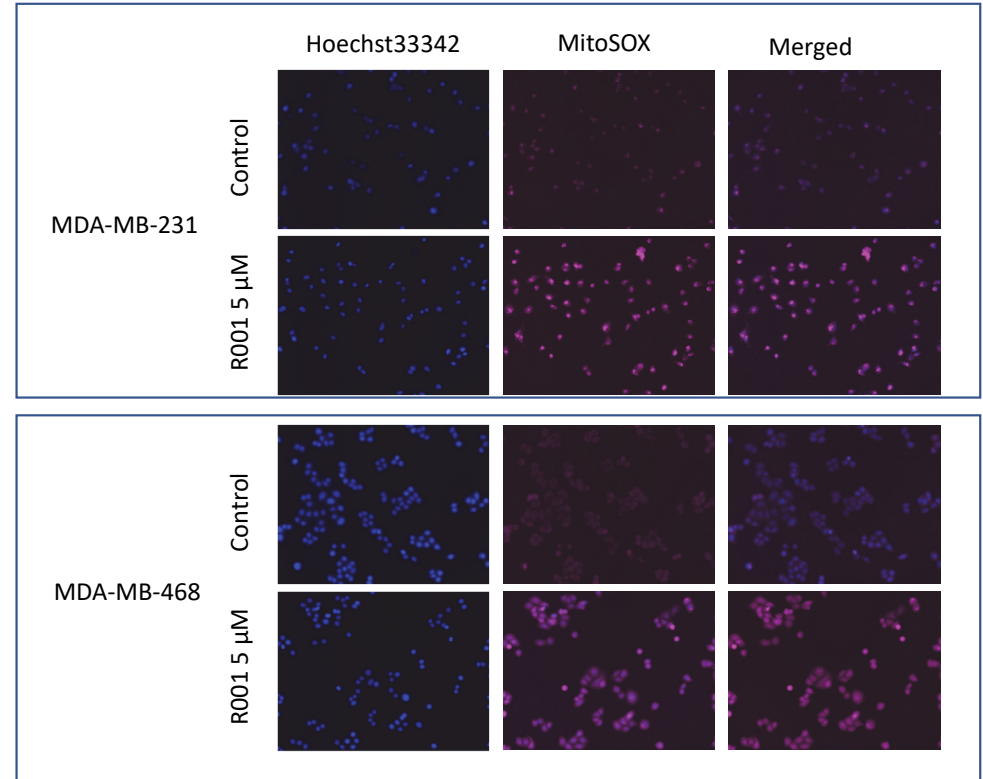 Hoechst33342 MitoSOX Merged
Control
MDA-MB-231
R001 5 µM
Control
MDA-MB-468
R001 5 µM